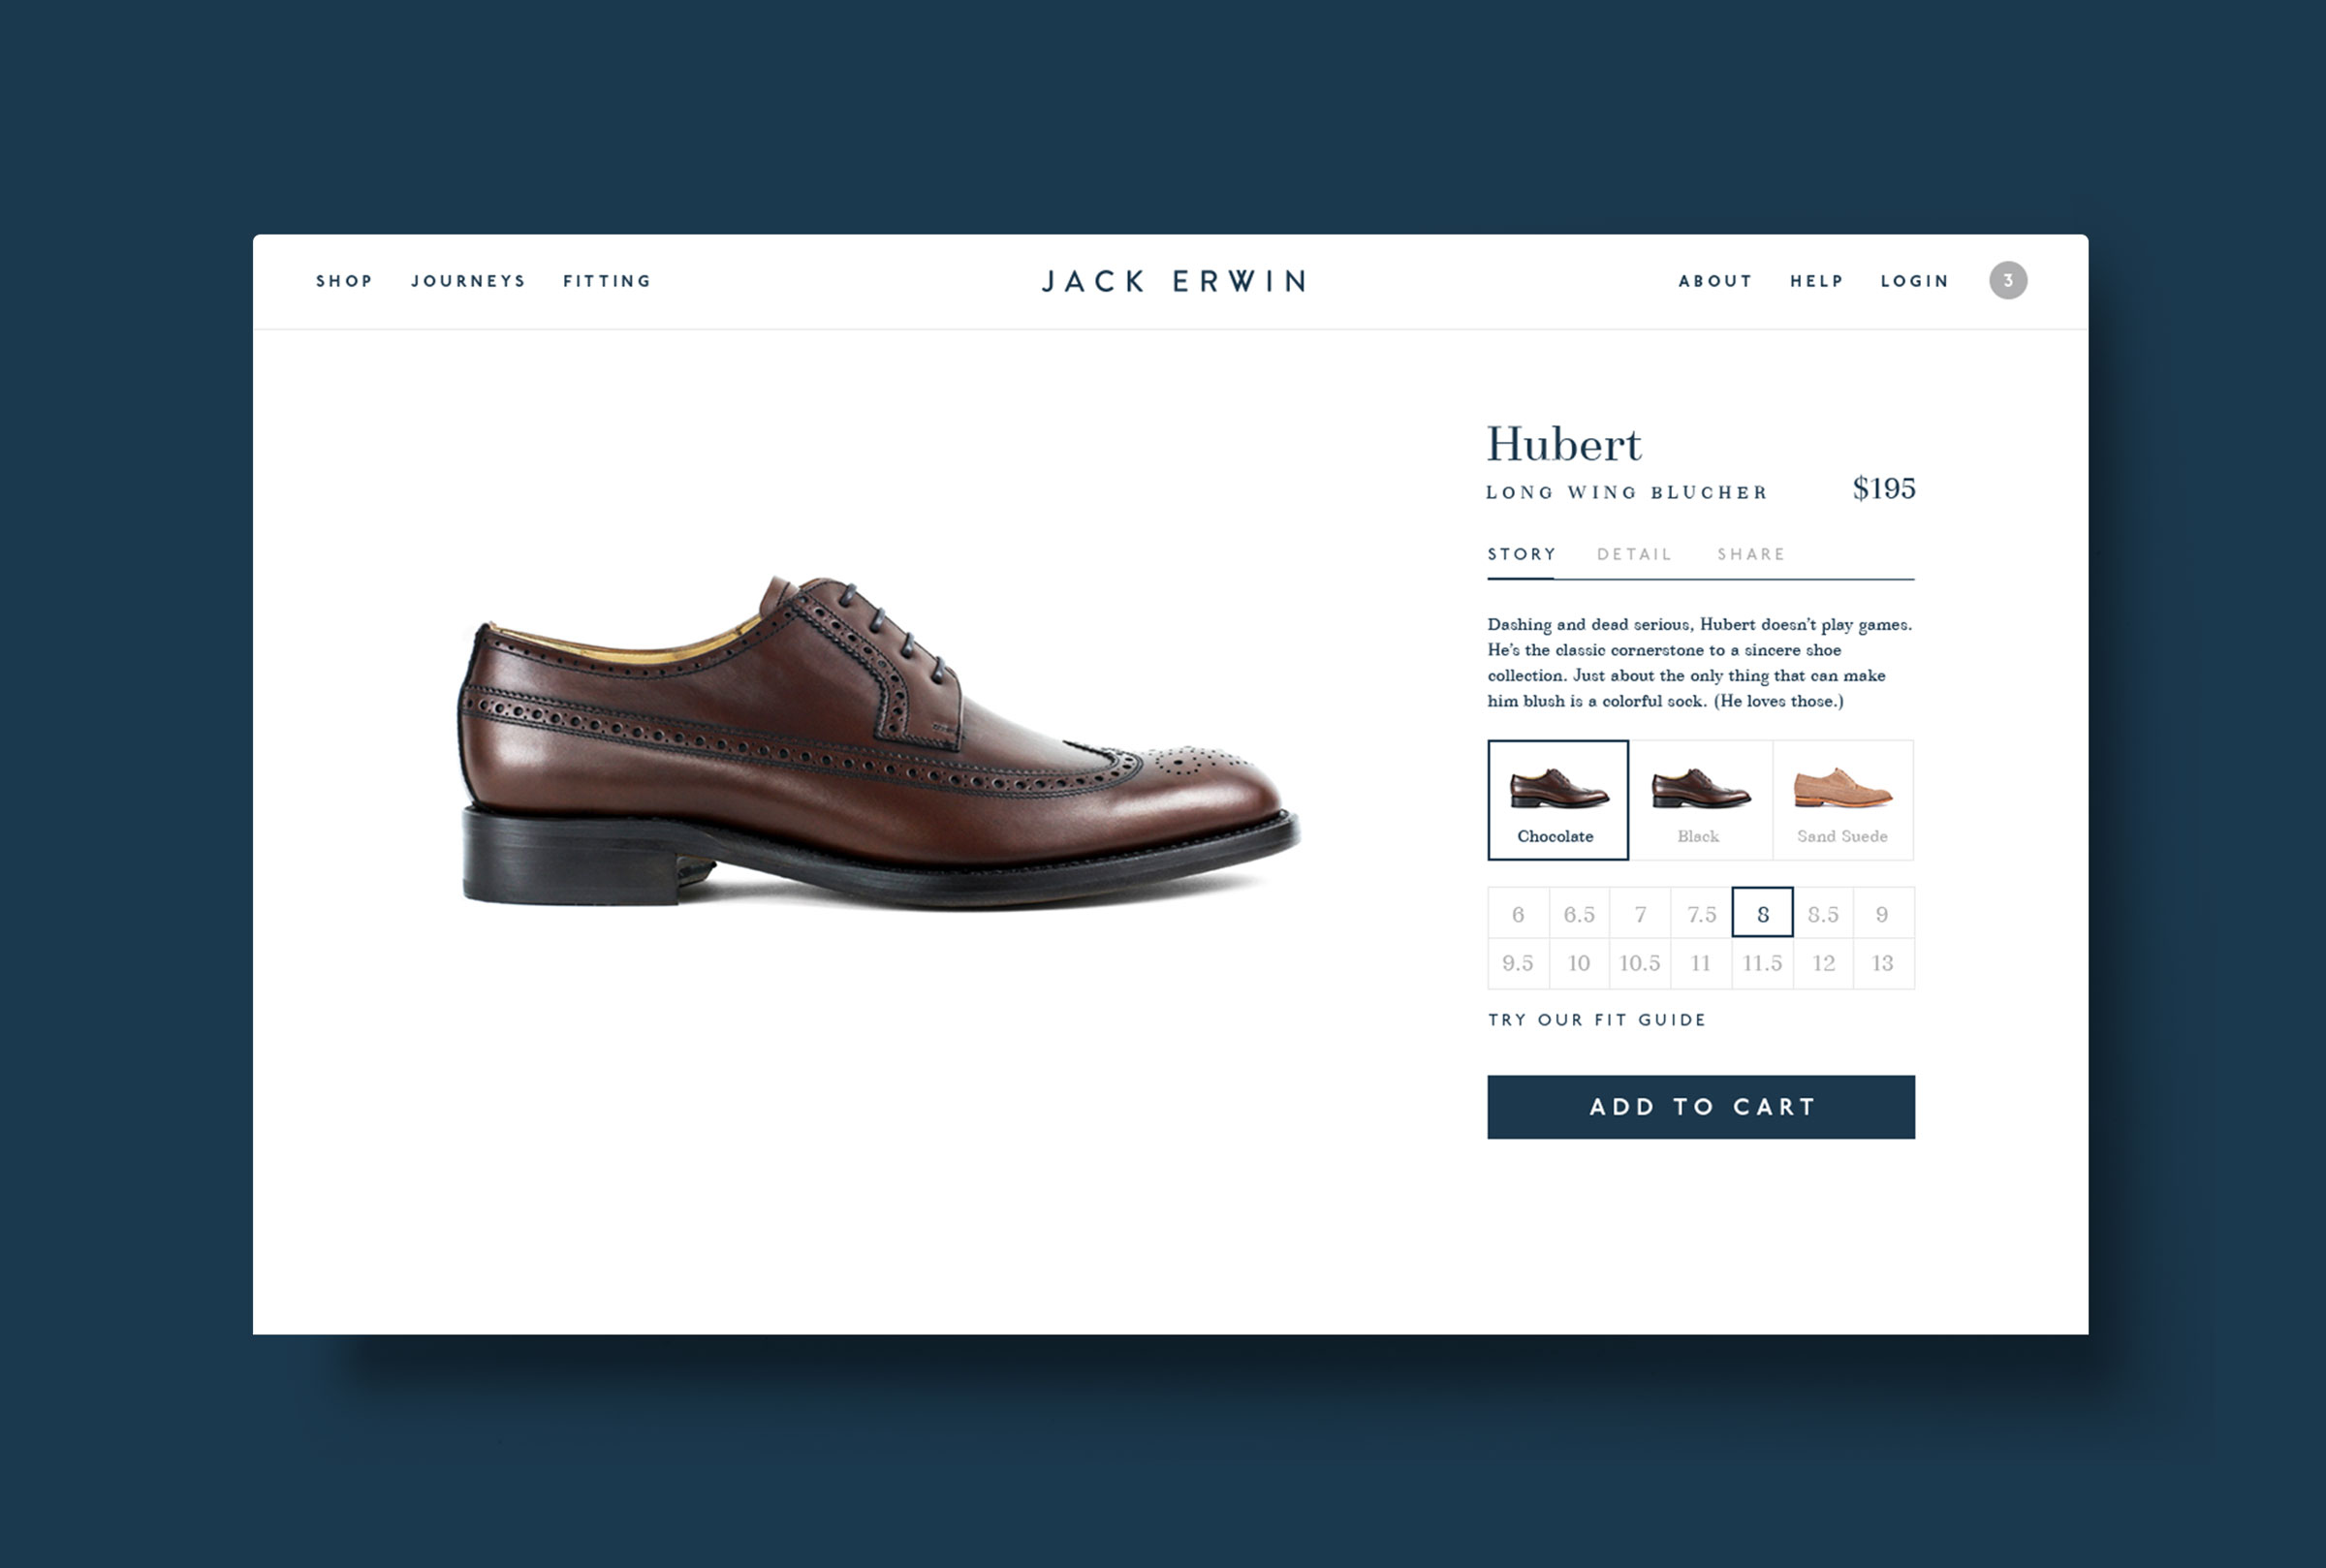 SHOP JOURNEYS FITTING JACK ERWIN ABOUT HELP LOGIN 3
Hubert
LONG WING BLUCHER $195
STORY DETAIL SHARE
Dashing and dead serious, Hubert doesn't play games.
He's the classic cornerstone to a sincere shoe
collection. Just about the only thing that can make
him blush is a colorful sock. (He loves those.)
Chocolate Black Sand Suede
6 6.5 7 7.5 8 8.5 9
9.5 10 10.5 11 11.5 12 13
TRY OUR FIT GUIDE
ADD TO CART